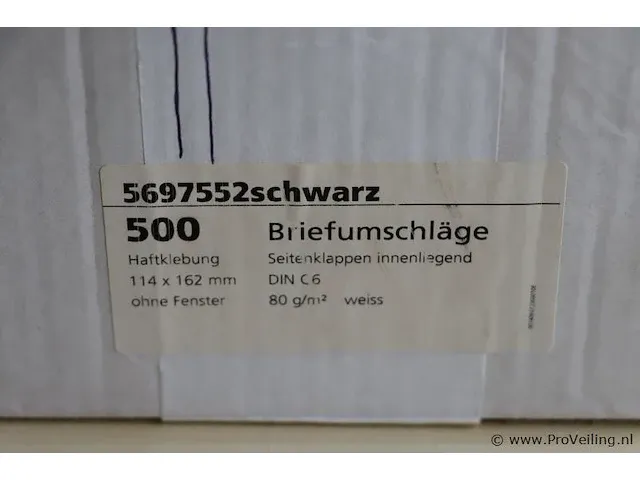 5697552schwarz
500 Briefumschläge
Haftklebung Seitenklappen innenliegend
114 x 162 mm DIN C6
ohne Fenster 80 g/m² weiss
© www.ProVeiling.nl